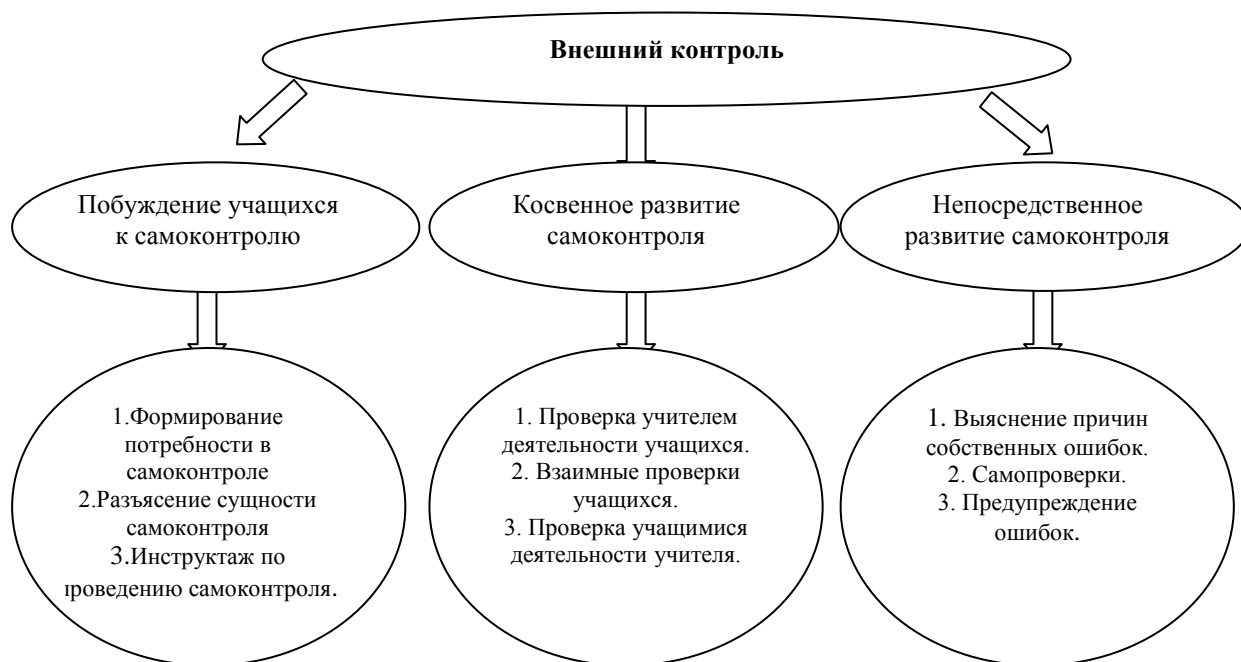 Внешний контроль
Побуждение учащихся
к самоконтролю
Косвенное развитие
самоконтроля
Непосредственное
развитие самоконтроля
1.Формирование
потребности в
самоконтроле
2.Разъясение сущности
самоконтроля
3.Инструктаж по
проведению самоконтроля.
1. Проверка учителем
деятельности учащихся.
2. Взаимные проверки
учащихся.
3. Проверка учащимися
деятельности учителя.
1. Выяснение причин
собственных ошибок.
2. Самопроверки.
3. Предупреждение
ошибок.